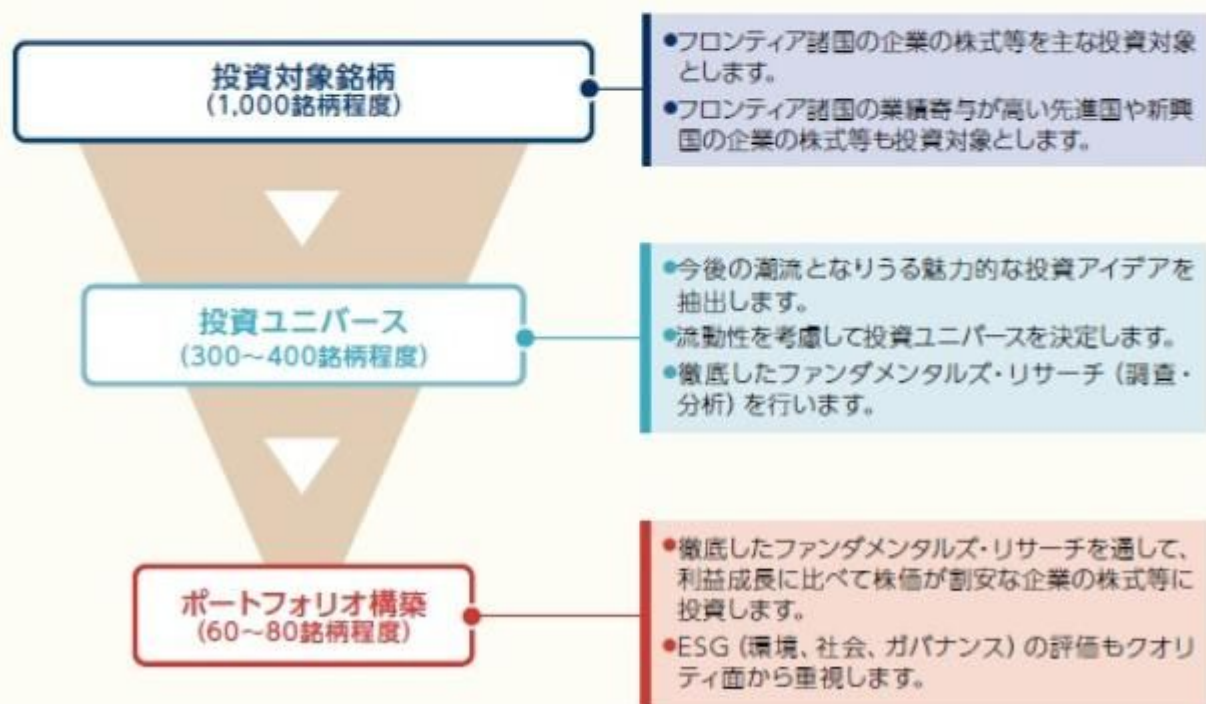 投資対象銘柄
(1,000銘柄程度)
●フロンティア諸国の企業の株式等を主な投資対象
とします。
●フロンティア諸国の業績寄与が高い先進国や新興
国の企業の株式等も投資対象とします。
投資ユニバース
(300～400銘柄程度)
●今後の潮流となりうる魅力的な投資アイデアを
抽出します。
●流動性を考慮して投資ユニバースを決定します。
●徹底したファンダメンタルズ・リサーチ（調査・
分析）を行います。
ポートフォリオ構築
(60～80銘柄程度)
●徹底したファンダメンタルズ・リサーチを通して、
利益成長に比べて株価が割安な企業の株式等に
投資します。
●ESG（環境、社会、ガバナンス）の評価もクオリ
ティ面から重視します。